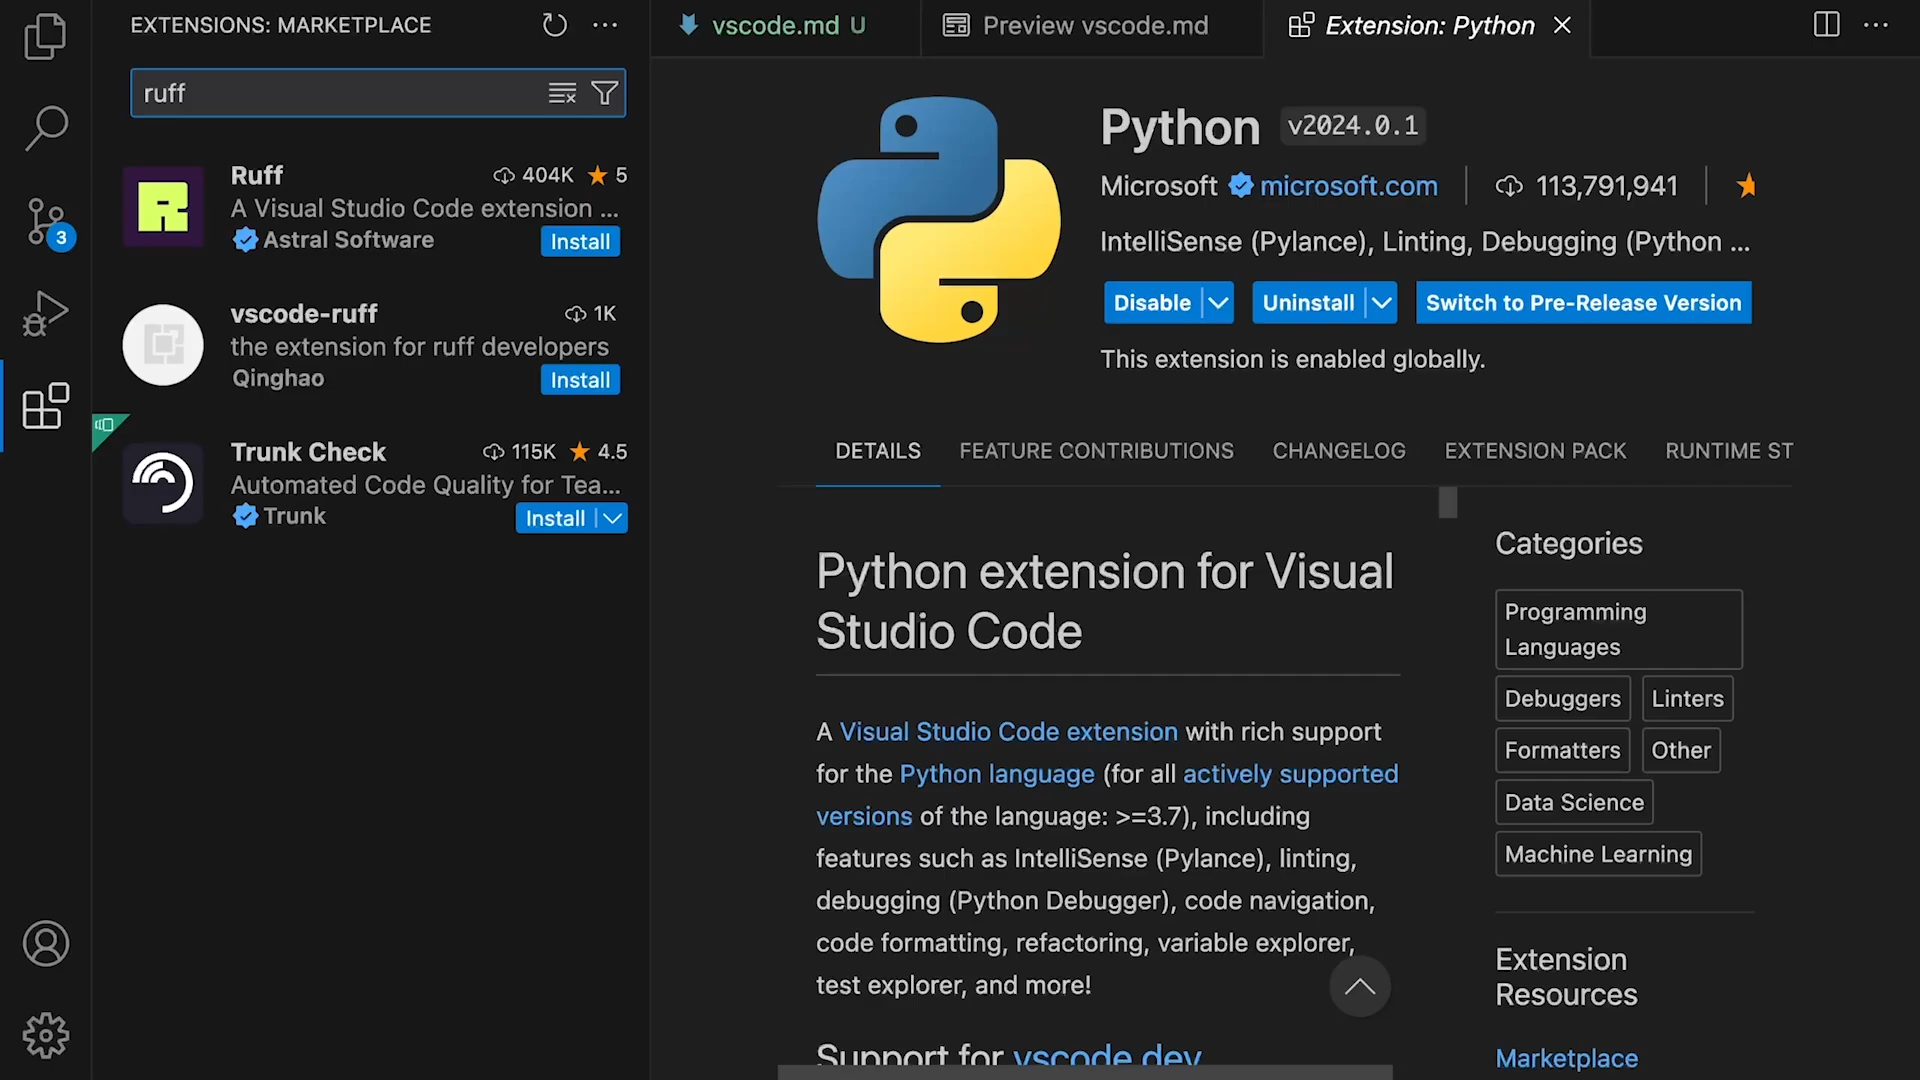 EXTENSIONS: MARKETPLACE
ruff
Ruff 404K 5
A Visual Studio Code extension ...
Astral Software Install
vscode-ruff 1K
the extension for ruff developers
Qinghao Install
Trunk Check 115K 4.5
Automated Code Quality for Tea...
Trunk Install
3
vscode.md U
Preview vscode.md
Extension: Python
Python v2024.0.1
Microsoft microsoft.com 113,791,941
IntelliSense (Pylance), Linting, Debugging (Python ...
Disable Uninstall Switch to Pre-Release Version
This extension is enabled globally.
DETAILS FEATURE CONTRIBUTIONS CHANGELOG EXTENSION PACK RUNTIME ST
Python extension for Visual
Studio Code
A Visual Studio Code extension with rich support
for the Python language (for all actively supported
versions of the language: >=3.7), including
features such as IntelliSense (Pylance), linting,
debugging (Python Debugger), code navigation,
code formatting, refactoring, variable explorer,
test explorer, and more!
Support for vscode.dev
Categories
Programming
Languages
Debuggers Linters
Formatters Other
Data Science
Machine Learning
Extension
Resources
Marketplace